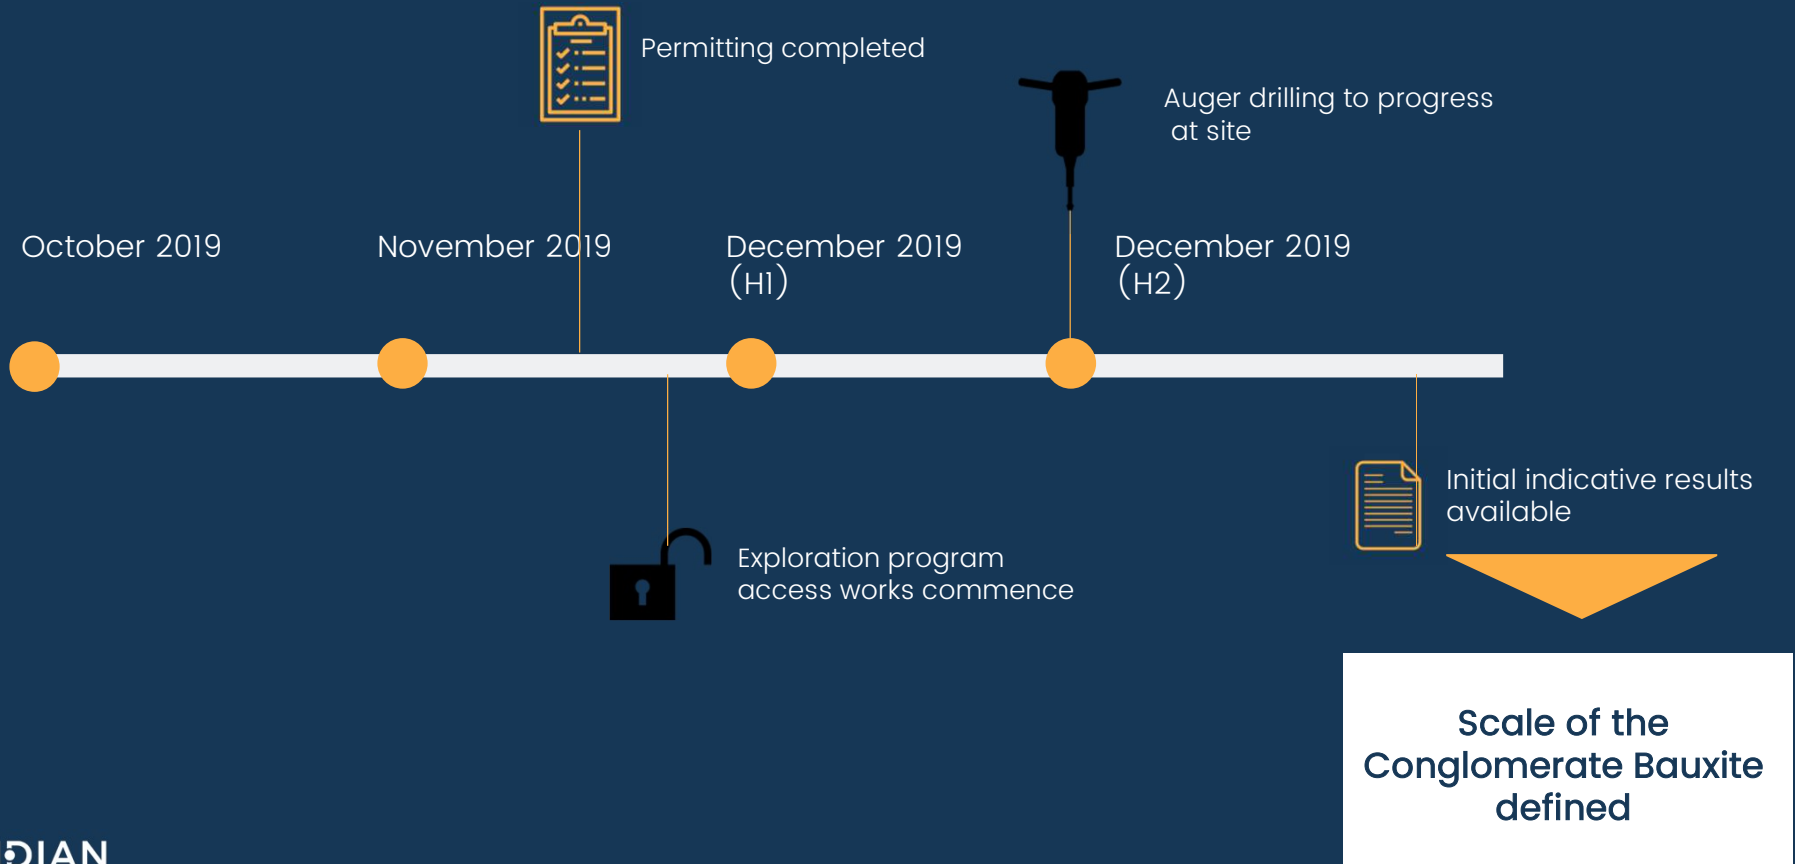 Permitting completed
Auger drilling to progress
at site
October 2019
November 2019
December 2019
(H1)
December 2019
(H2)
Initial indicative results
available
Exploration program
access works commence
Scale of the
Conglomerate Bauxite
defined
DIAN